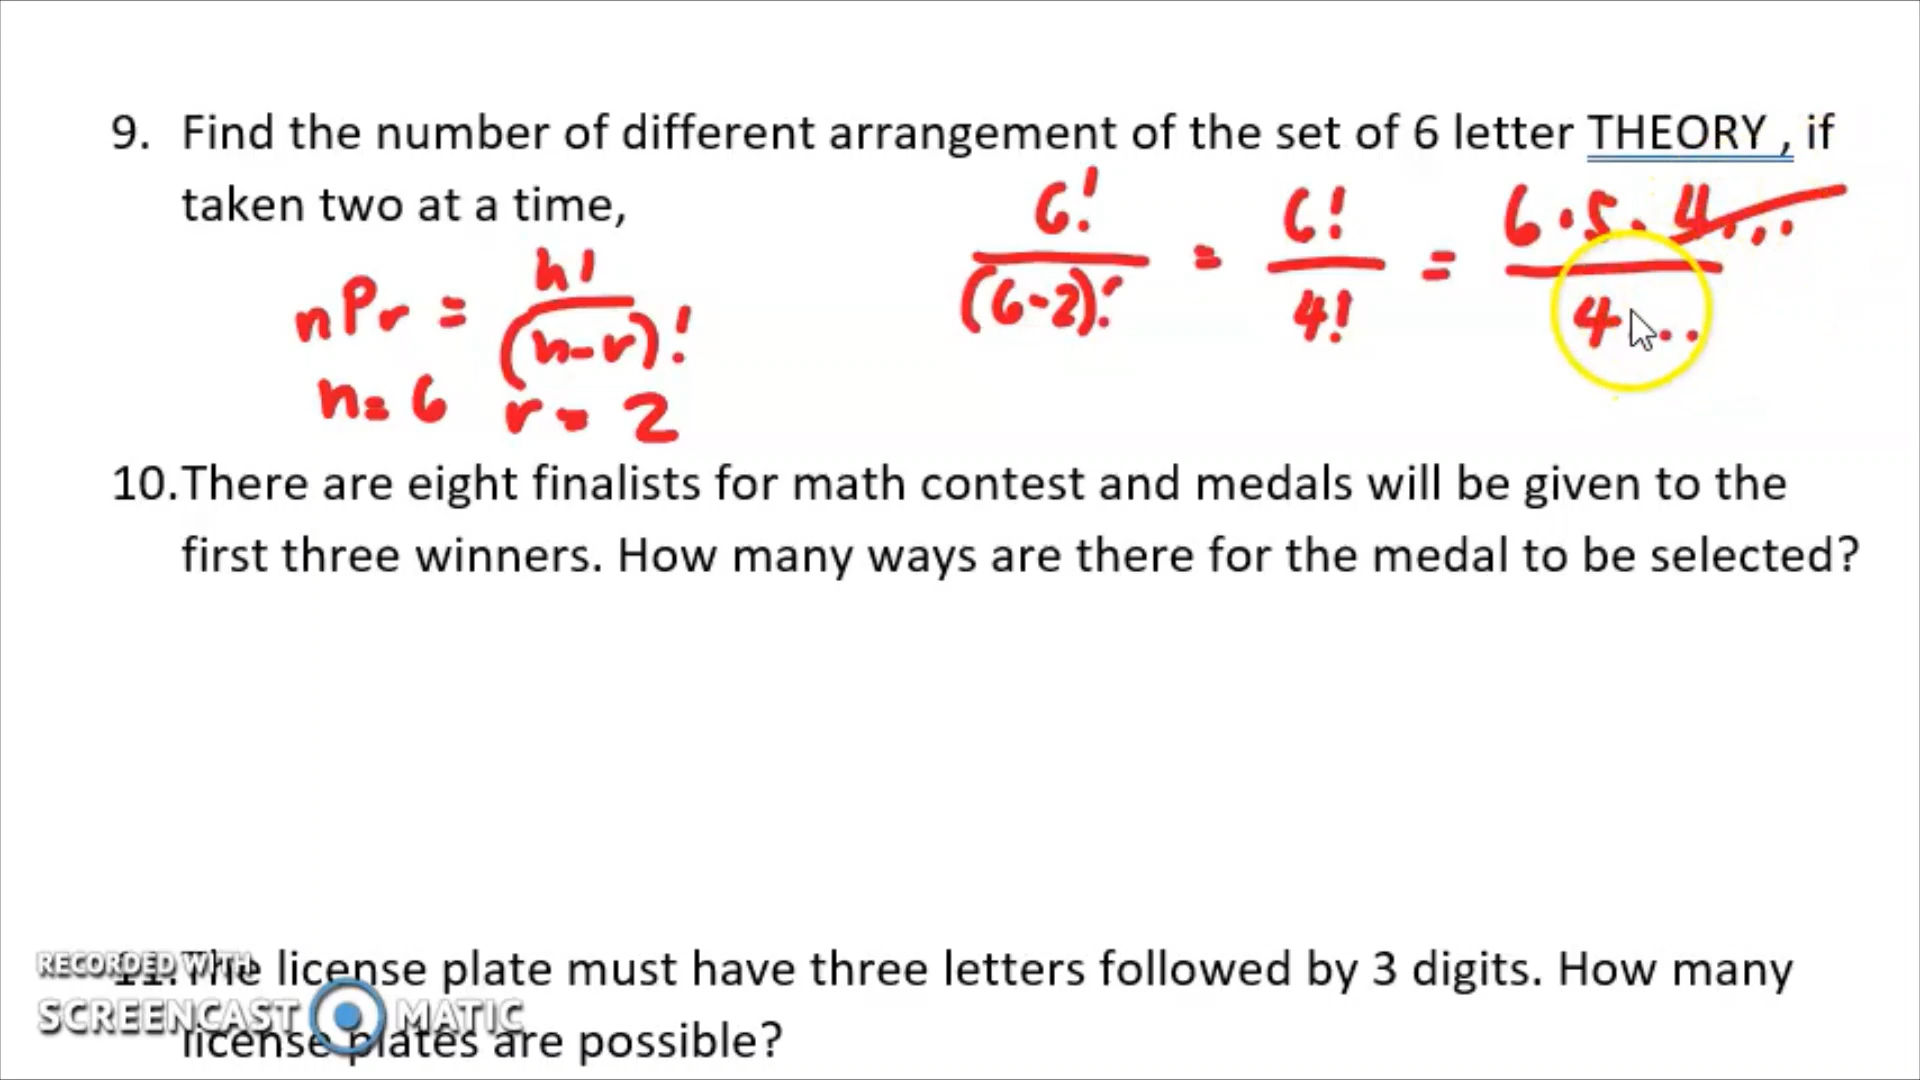 9. Find the number of different arrangement of the set of 6 letter THEORY , if
taken two at a time,
nPr = n! / (n-r)!
n = 6 r = 2
6! / (6-2)! = 6! / 4! = 6 · 5 · 4 ... / 4 ...
10. There are eight finalists for math contest and medals will be given to the
first three winners. How many ways are there for the medal to be selected?
11. The license plate must have three letters followed by 3 digits. How many
license plates are possible?
RECORDED WITH
SCREENCAST MATIC